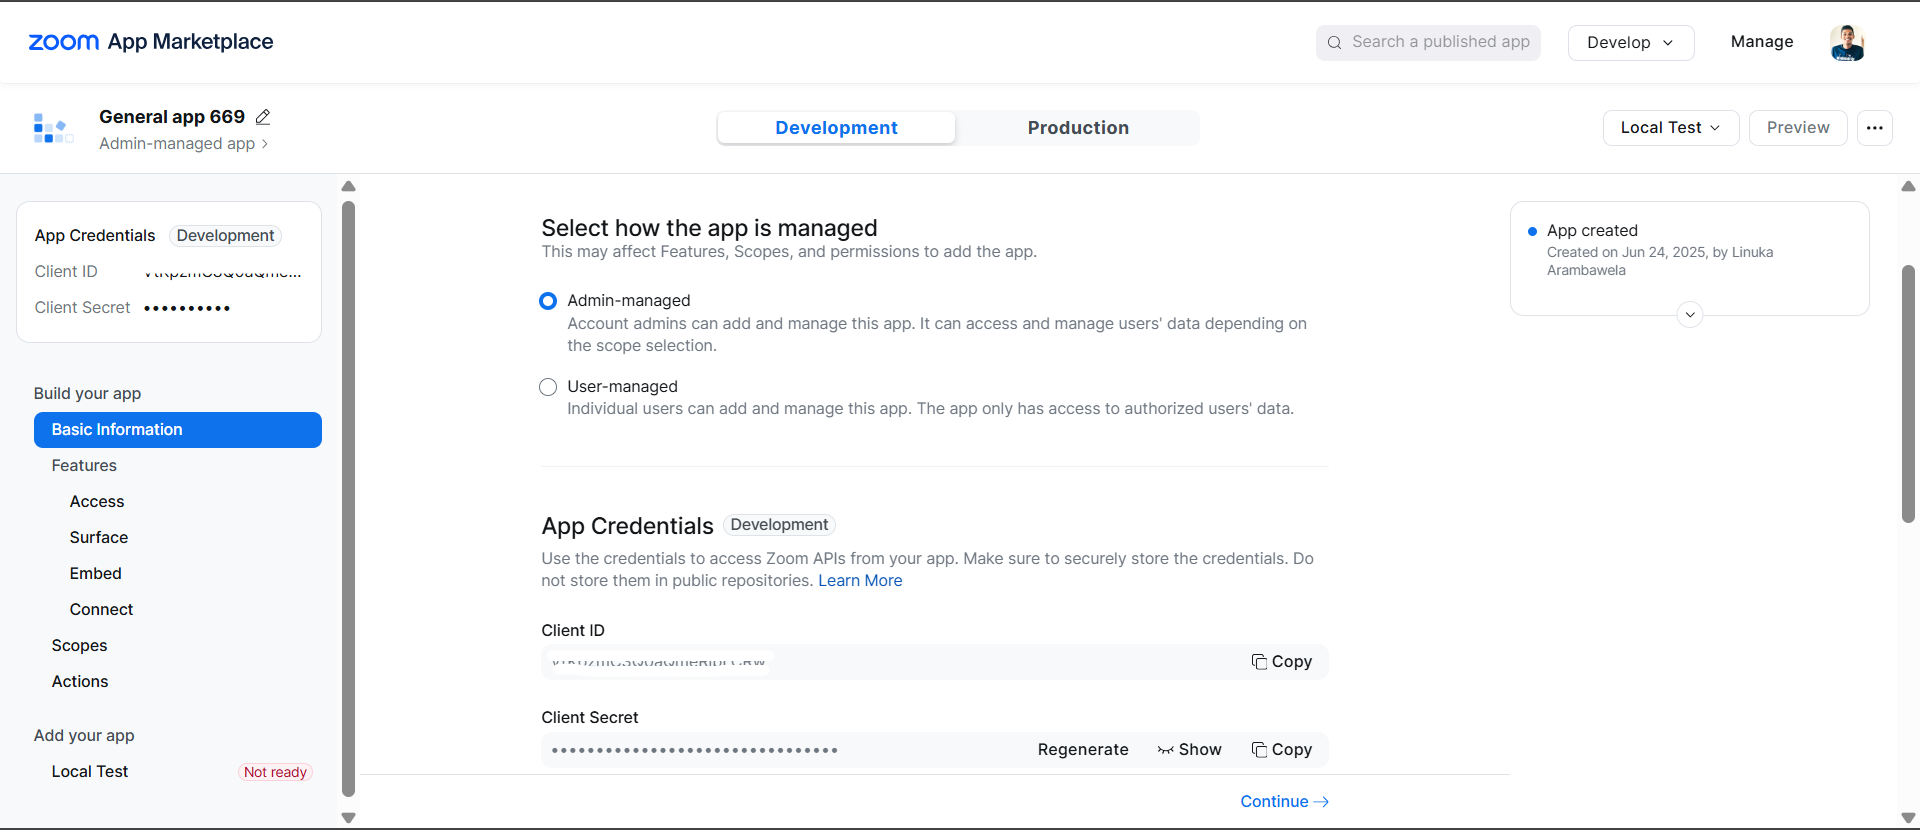 zoom App Marketplace
Search a published app
Develop
Manage
General app 669
Admin-managed app
Development
Production
Local Test
Preview
App Credentials Development
Client ID
Client Secret ••••••••••
Build your app
Basic Information
Features
Access
Surface
Embed
Connect
Scopes
Actions
Add your app
Local Test Not ready
Select how the app is managed
This may affect Features, Scopes, and permissions to add the app.
Admin-managed
Account admins can add and manage this app. It can access and manage users' data depending on
the scope selection.
User-managed
Individual users can add and manage this app. The app only has access to authorized users' data.
App Credentials Development
Use the credentials to access Zoom APIs from your app. Make sure to securely store the credentials. Do
not store them in public repositories. Learn More
Client ID
Copy
Client Secret
•••••••••••••••••••••••••••••••• Regenerate Show Copy
Continue
App created
Created on Jun 24, 2025, by Linuka
Arambawela